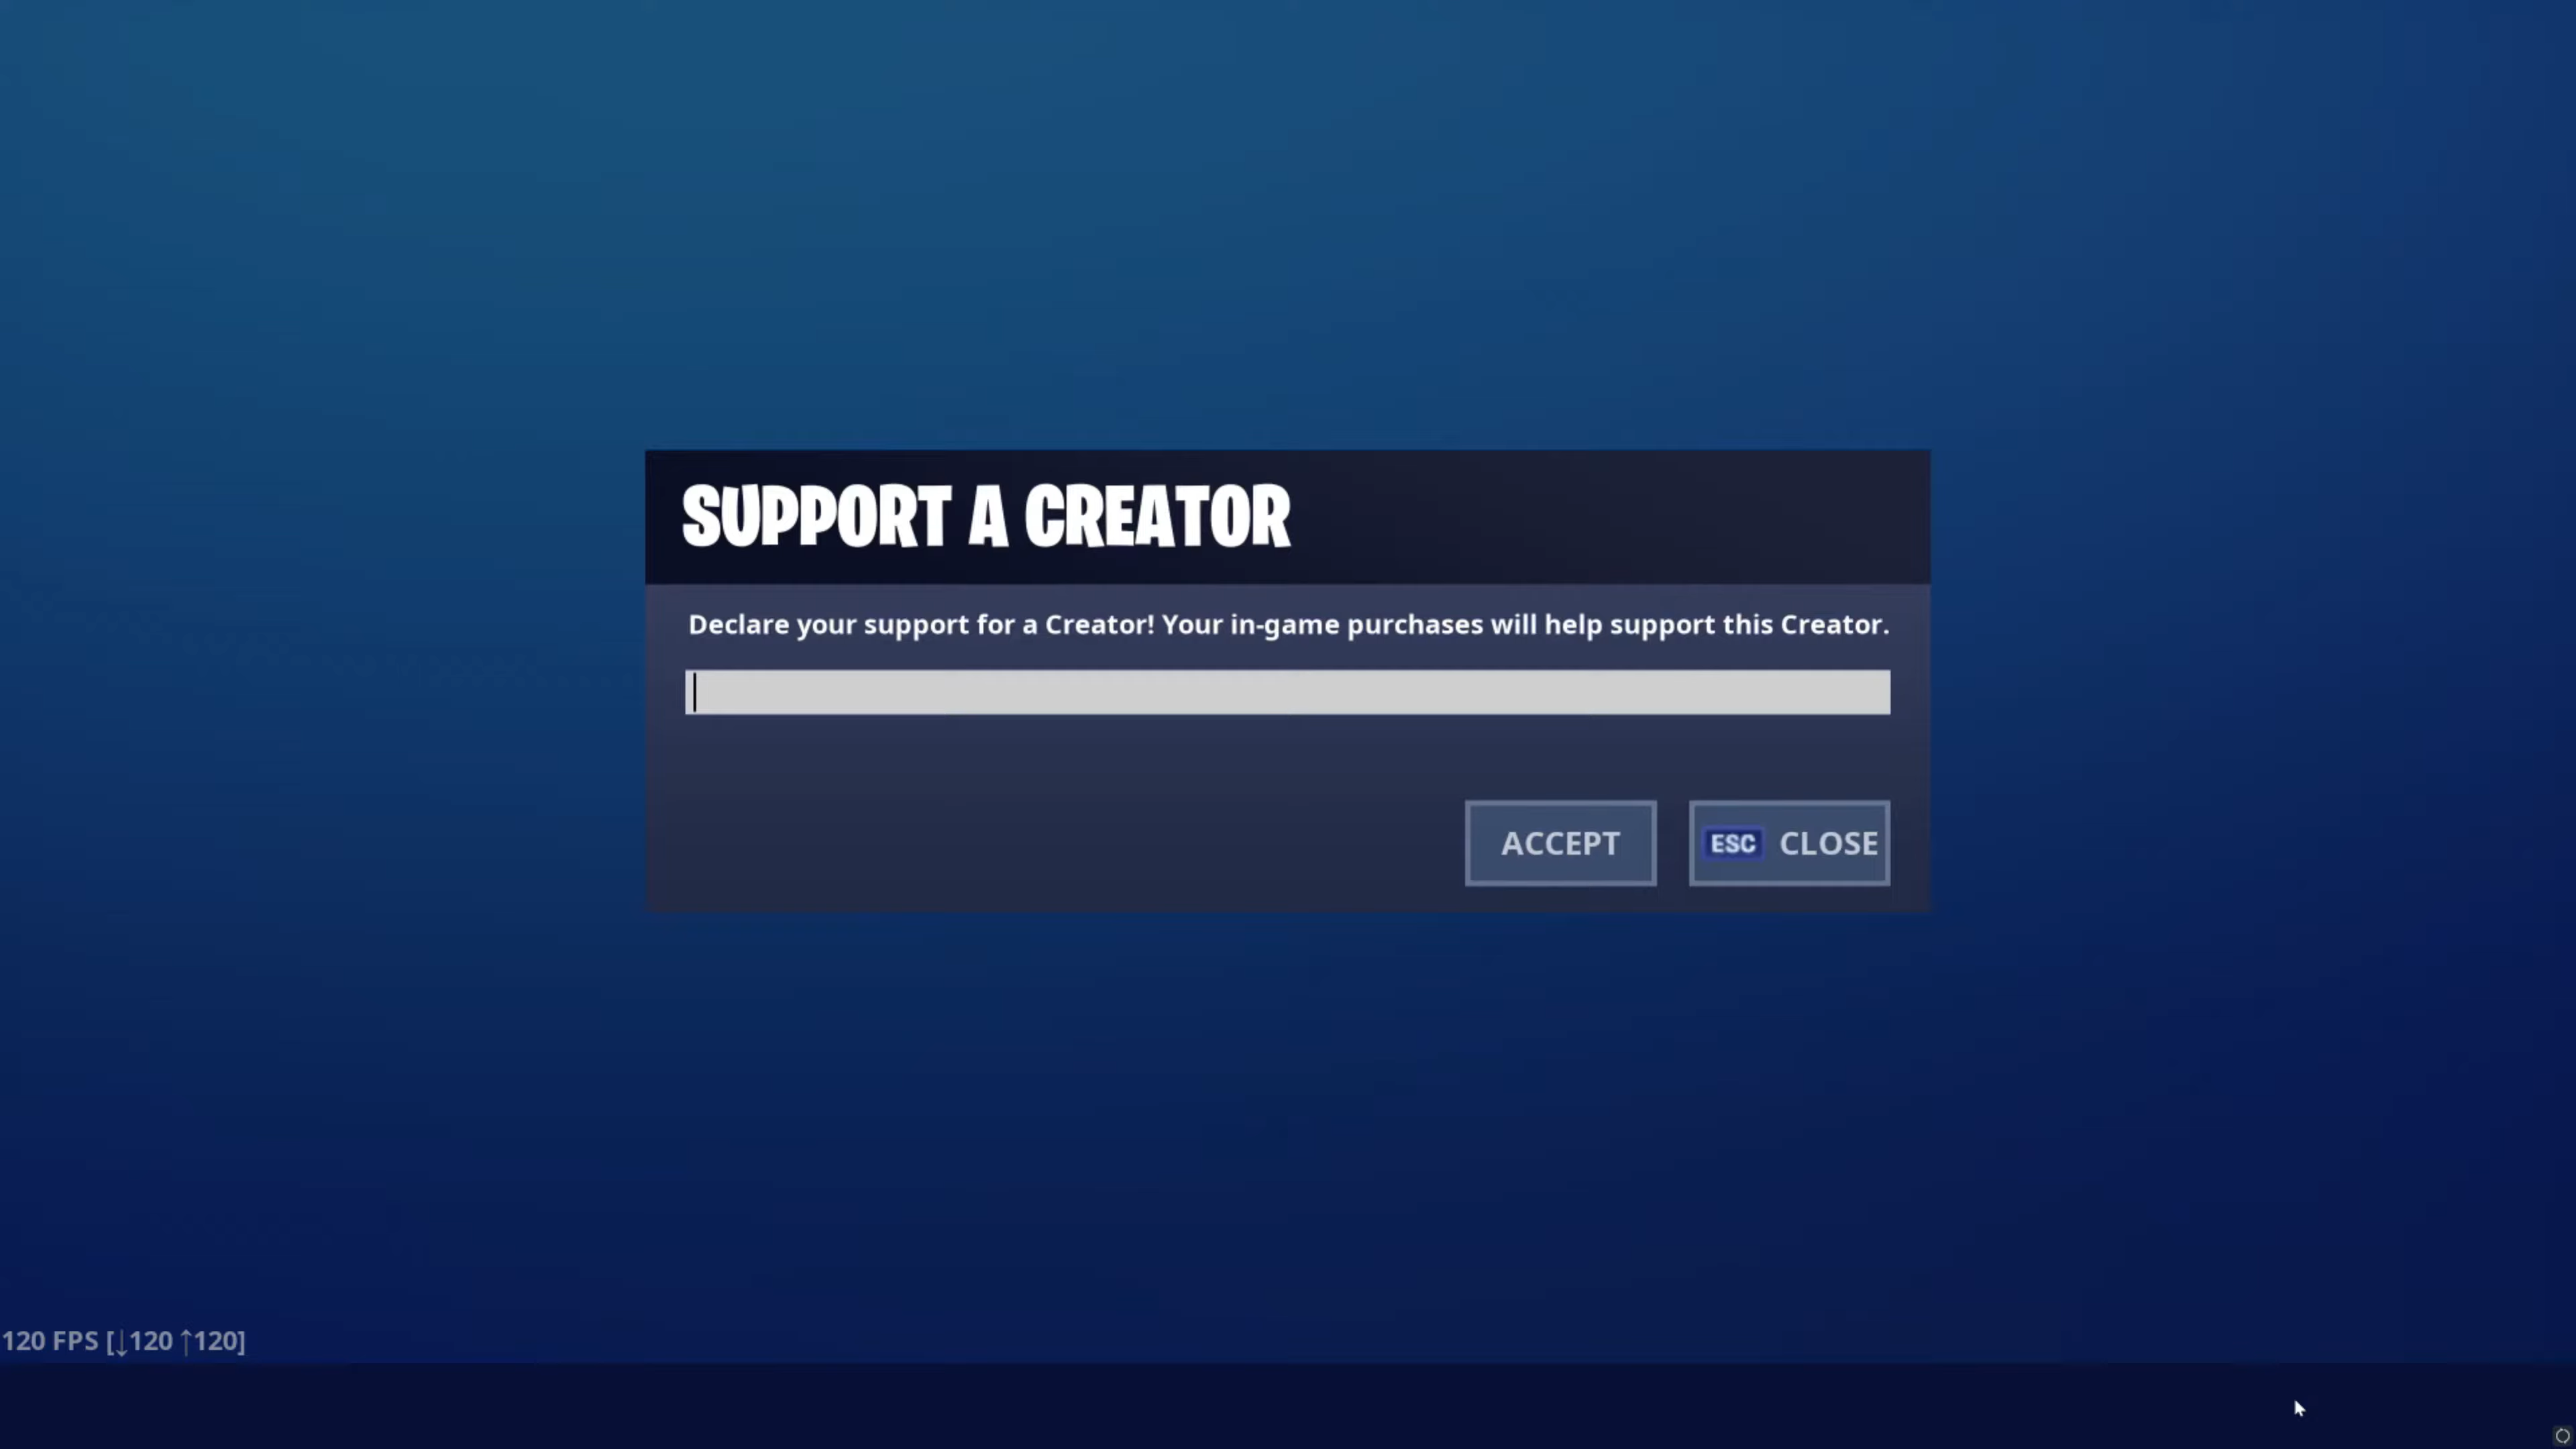 SUPPORT A CREATOR
Declare your support for a Creator! Your in-game purchases will help support this Creator.
ACCEPT
ESC CLOSE
120 FPS [↓120 ↑120]